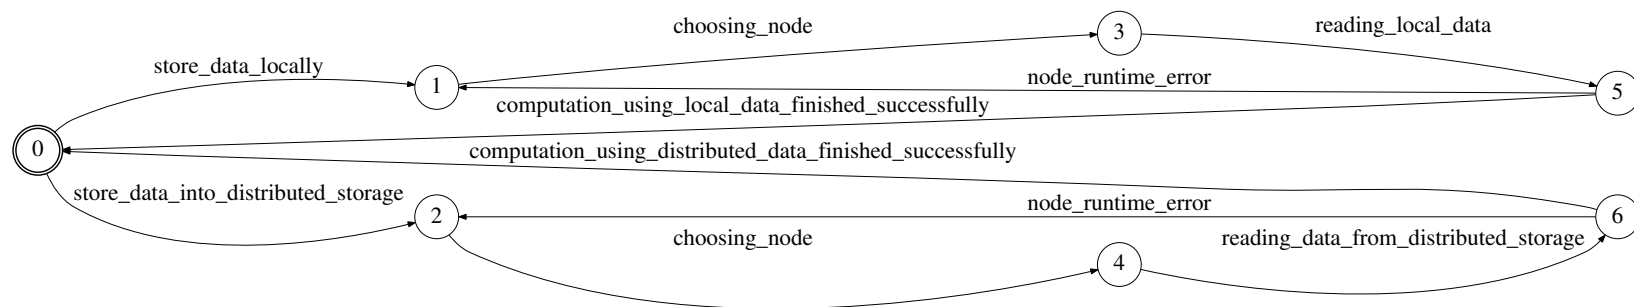 choosing_node
3
reading_local_data
store_data_locally
1
node_runtime_error
5
computation_using_local_data_finished_successfully
0
computation_using_distributed_data_finished_successfully
store_data_into_distributed_storage
2
node_runtime_error
6
choosing_node
reading_data_from_distributed_storage
4